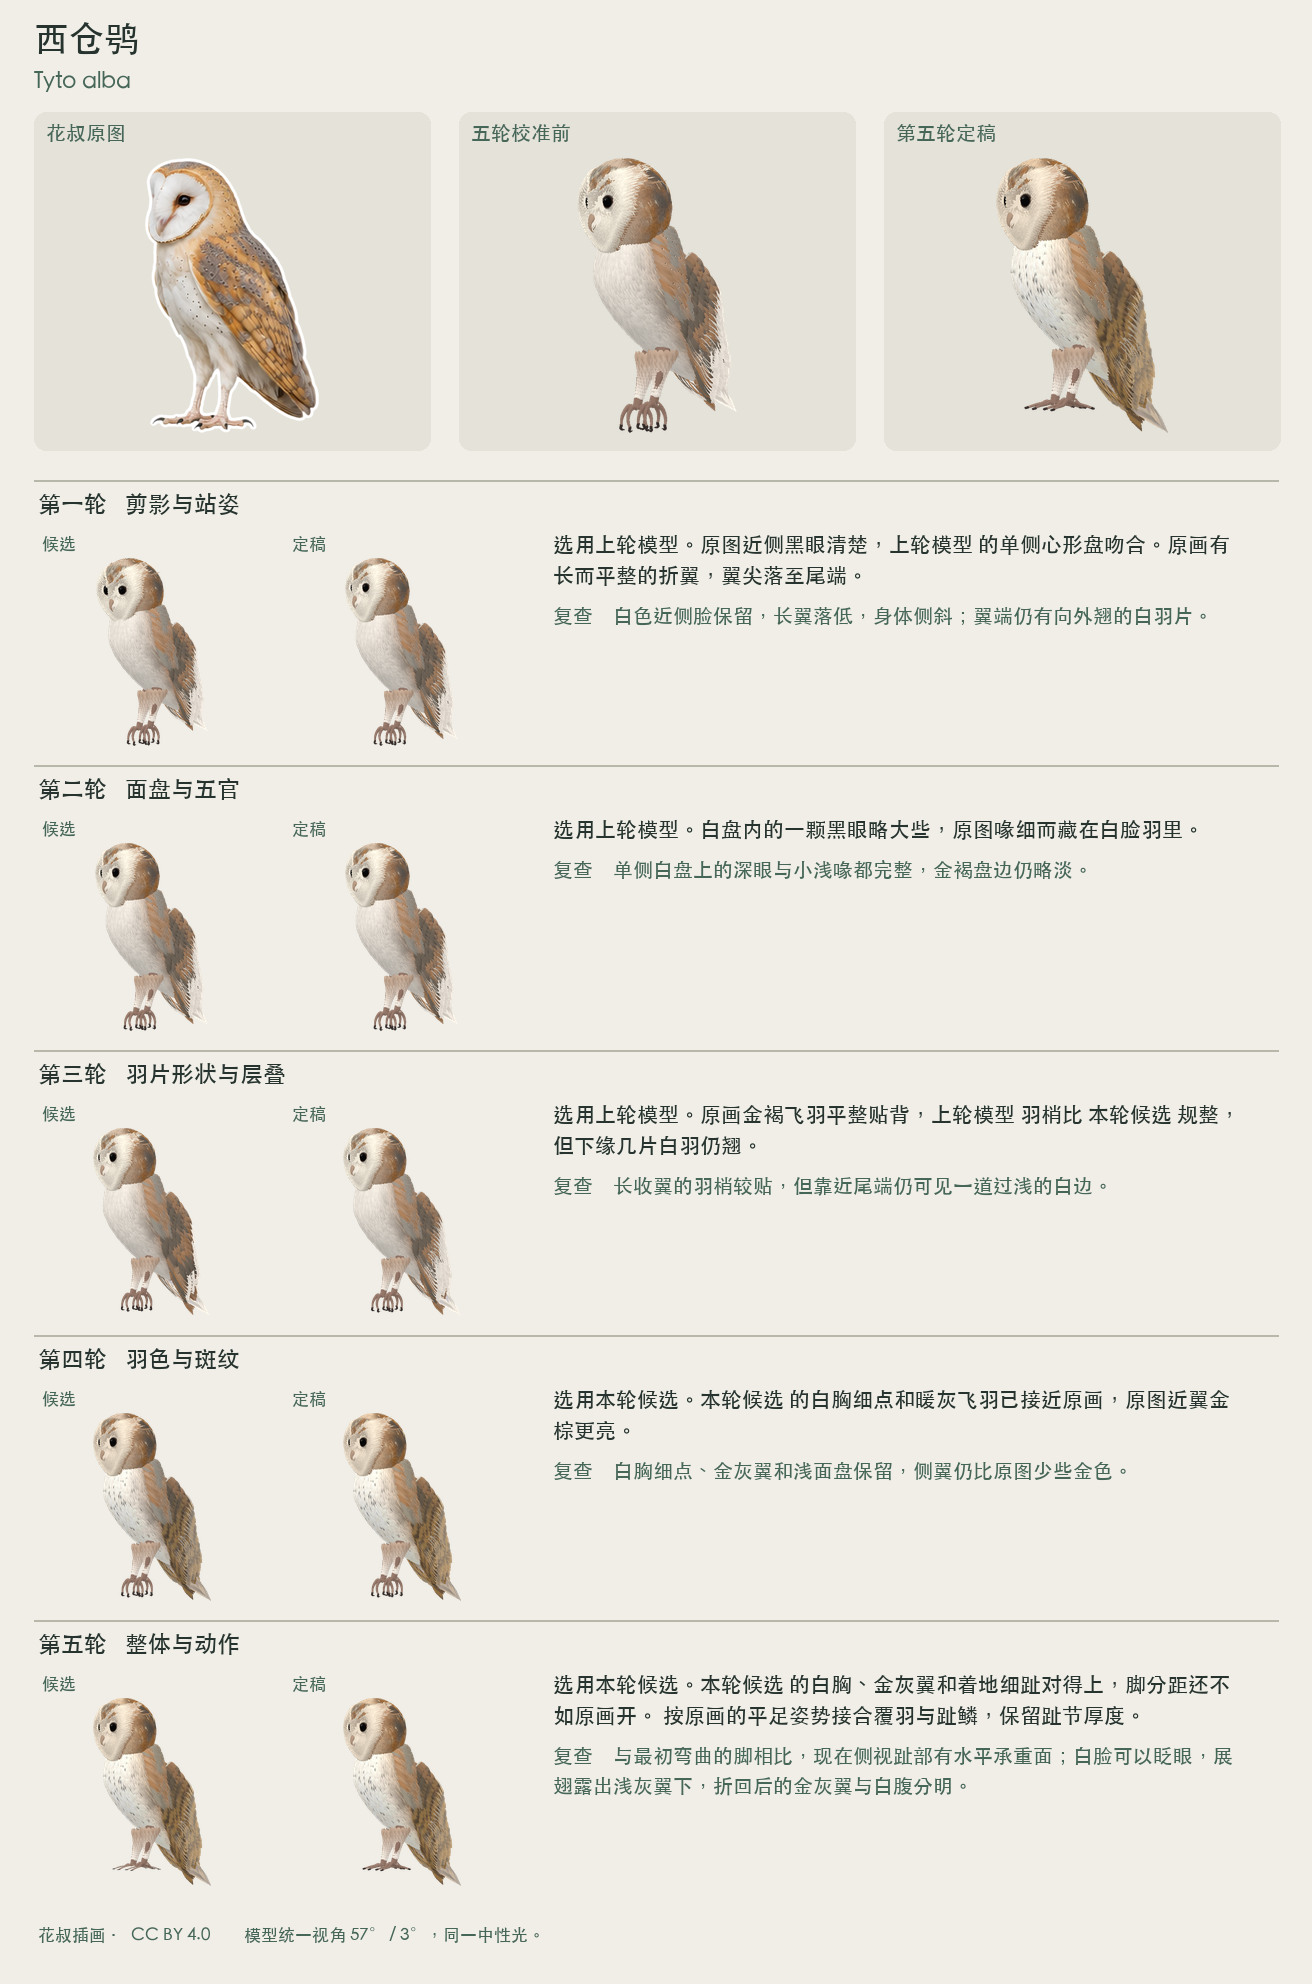 西仓鸮
Tyto alba
花叔原图
五轮校准前
第五轮定稿
第一轮 剪影与站姿
候选
定稿
选用上轮模型。原图近侧黑眼清楚，上轮模型 的单侧心形盘吻合。原画有
长而平整的折翼，翼尖落至尾端。
复查 白色近侧脸保留，长翼落低，身体侧斜；翼端仍有向外翘的白羽片。
第二轮 面盘与五官
候选
定稿
选用上轮模型。白盘内的一颗黑眼略大些，原图喙细而藏在白脸羽里。
复查 单侧白盘上的深眼与小浅喙都完整，金褐盘边仍略淡。
第三轮 羽片形状与层叠
候选
定稿
选用上轮模型。原画金褐飞羽平整贴背，上轮模型 羽梢比 本轮候选 规整，
但下缘几片白羽仍翘。
复查 长收翼的羽梢较贴，但靠近尾端仍可见一道过浅的白边。
第四轮 羽色与斑纹
候选
定稿
选用本轮候选。本轮候选 的白胸细点和暖灰飞羽已接近原画，原图近翼金
棕更亮。
复查 白胸细点、金灰翼和浅面盘保留，侧翼仍比原图少些金色。
第五轮 整体与动作
候选
定稿
选用本轮候选。本轮候选 的白胸、金灰翼和着地细趾对得上，脚分距还不
如原画开。 按原画的平足姿势接合覆羽与趾鳞，保留趾节厚度。
复查 与最初弯曲的脚相比，现在侧视趾部有水平承重面；白脸可以眨眼，展
翅露出浅灰翼下，折回后的金灰翼与白腹分明。
花叔插画 · CC BY 4.0 模型统一视角 57° / 3°，同一中性光。